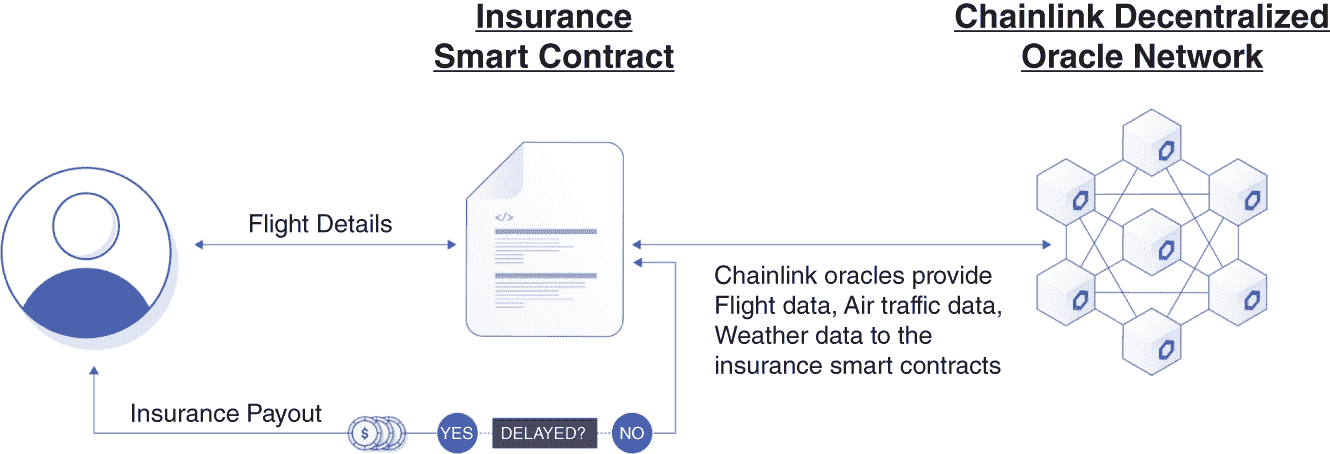 Insurance
Smart Contract
Chainlink Decentralized
Oracle Network
Flight Details
</>
Chainlink oracles provide
Flight data, Air traffic data,
Weather data to the
insurance smart contracts
Insurance Payout
$
YES
DELAYED?
NO